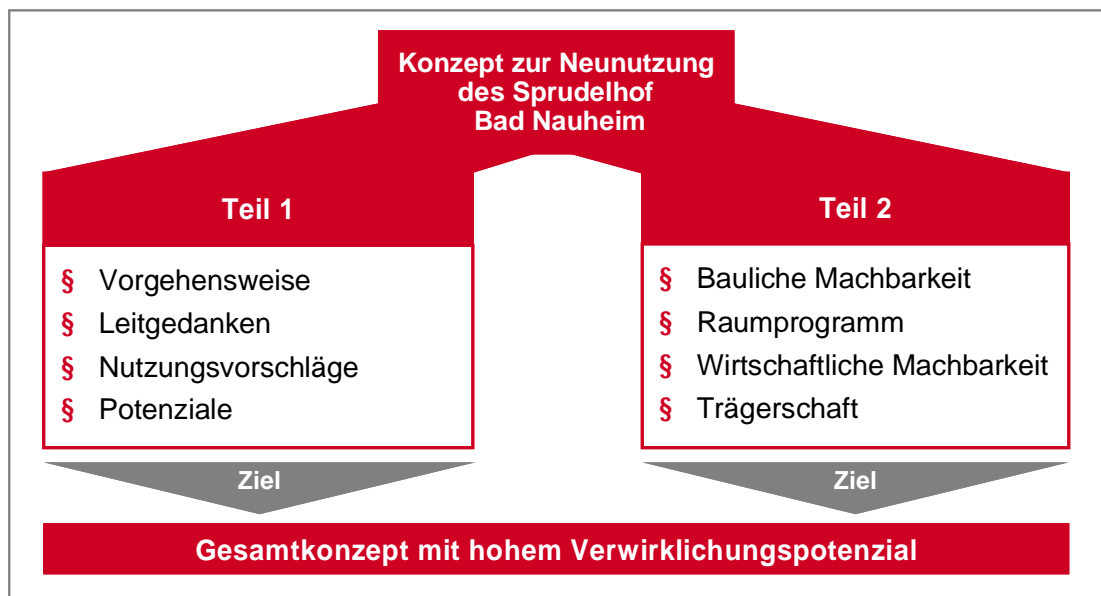 Konzept zur Neunutzung
des Sprudelhof
Bad Nauheim
Teil 1
§ Vorgehensweise
§ Leitgedanken
§ Nutzungsvorschläge
§ Potenziale
Ziel
Teil 2
§ Bauliche Machbarkeit
§ Raumprogramm
§ Wirtschaftliche Machbarkeit
§ Trägerschaft
Ziel
Gesamtkonzept mit hohem Verwirklichungspotenzial